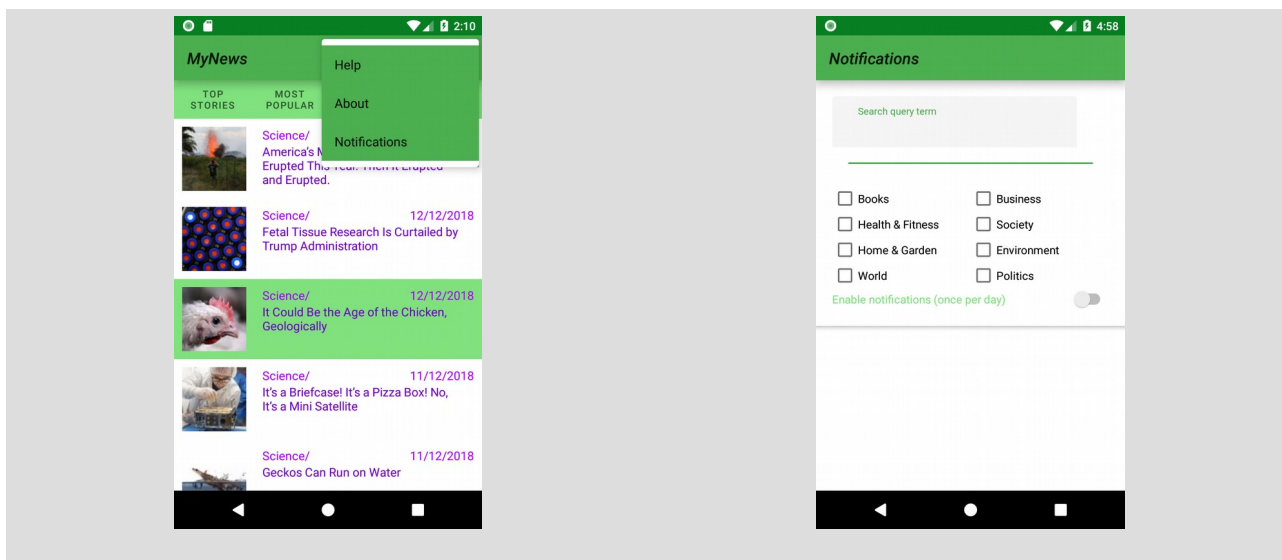 2:10
MyNews
Help
About
Notifications
TOP
STORIES
MOST
POPULAR
Science/
America's M
Erupted This Year. Then It Erupted
and Erupted.
Science/ 12/12/2018
Fetal Tissue Research Is Curtailed by
Trump Administration
Science/ 12/12/2018
It Could Be the Age of the Chicken,
Geologically
Science/ 11/12/2018
It's a Briefcase! It's a Pizza Box! No,
It's a Mini Satellite
Science/ 11/12/2018
Geckos Can Run on Water
4:58
Notifications
Search query term
Books Business
Health & Fitness Society
Home & Garden Environment
World Politics
Enable notifications (once per day)